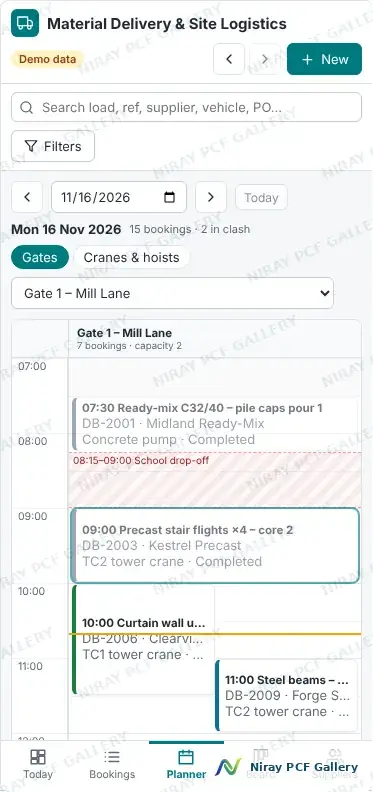 Material Delivery & Site Logistics
Demo data
+ New
Search load, ref, supplier, vehicle, PO...
Filters
11/16/2026
Today
Mon 16 Nov 2026 15 bookings · 2 in clash
Gates
Cranes & hoists
Gate 1 – Mill Lane
Gate 1 – Mill Lane
7 bookings · capacity 2
07:00
07:30 Ready-mix C32/40 – pile caps pour 1
DB-2001 · Midland Ready-Mix
Concrete pump · Completed
08:00
08:15–09:00 School drop-off
09:00
09:00 Precast stair flights ×4 – core 2
DB-2003 · Kestrel Precast
TC2 tower crane · Completed
10:00
10:00 Curtain wall u...
DB-2006 · Clearvi...
TC1 tower crane · ...
11:00
11:00 Steel beams – ...
DB-2009 · Forge S...
TC2 tower crane · ...
Today
Bookings
Planner
Board
Suppliers
Niray PCF Gallery
NIRAY PCF GALLERY